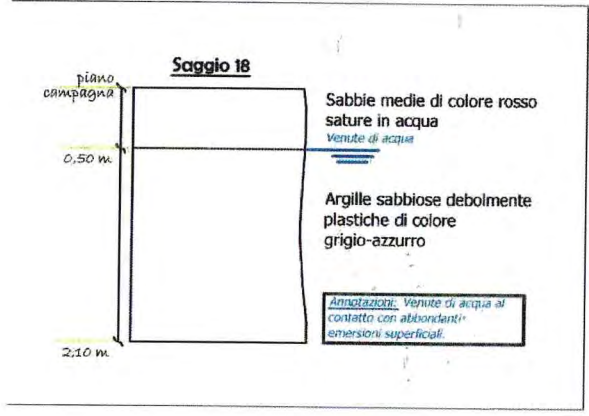 Saggio 18
piano
campagna
Sabbie medie di colore rosso
sature in acqua
Venute di acqua
0,50 m
Argille sabbiose debolmente
plastiche di colore
grigio-azzurro
Annotazioni: Venute di acqua al
contatto con abbondanti
emersioni superficiali.
2,10 m